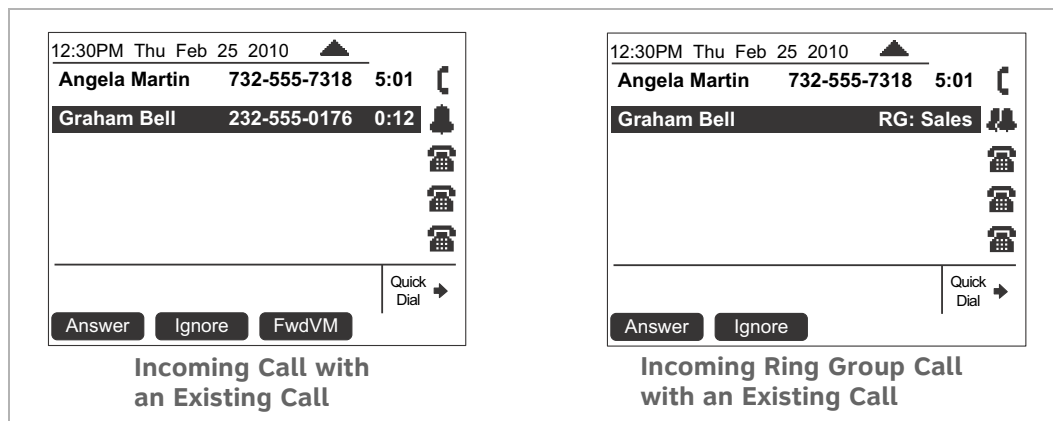 12:30PM Thu Feb 25 2010
Angela Martin 732-555-7318 5:01
Graham Bell 232-555-0176 0:12
Quick
Dial
Answer Ignore FwdVM
Incoming Call with
an Existing Call
12:30PM Thu Feb 25 2010
Angela Martin 732-555-7318 5:01
Graham Bell RG: Sales
Quick
Dial
Answer Ignore
Incoming Ring Group Call
with an Existing Call